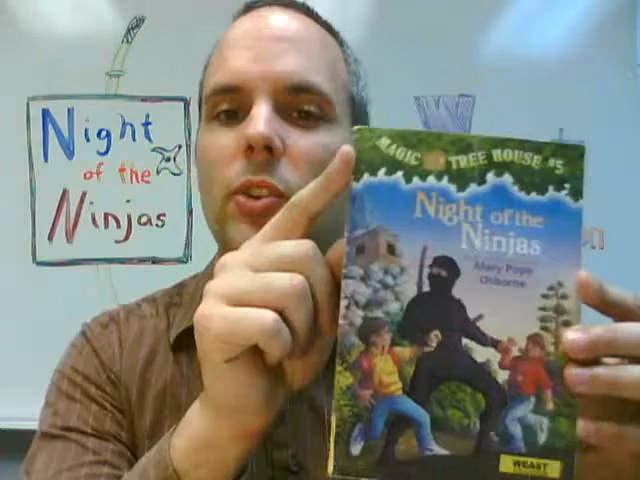 Night
of the
Ninjas
W
MAGIC TREE HOUSE #5
Night of the
Ninjas
Mary Pope
Osborne
WEAST